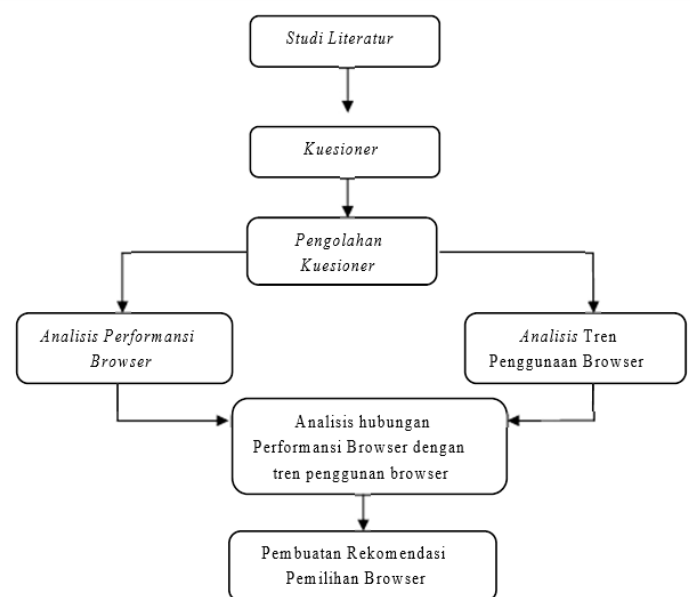 Studi Literatur
Kuesioner
Pengolahan
Kuesioner
Analisis Performansi
Browser
Analisis Tren
Penggunaan Browser
Analisis hubungan
Performansi Browser dengan
tren penggunan browser
Pembuatan Rekomendasi
Pemilihan Browser